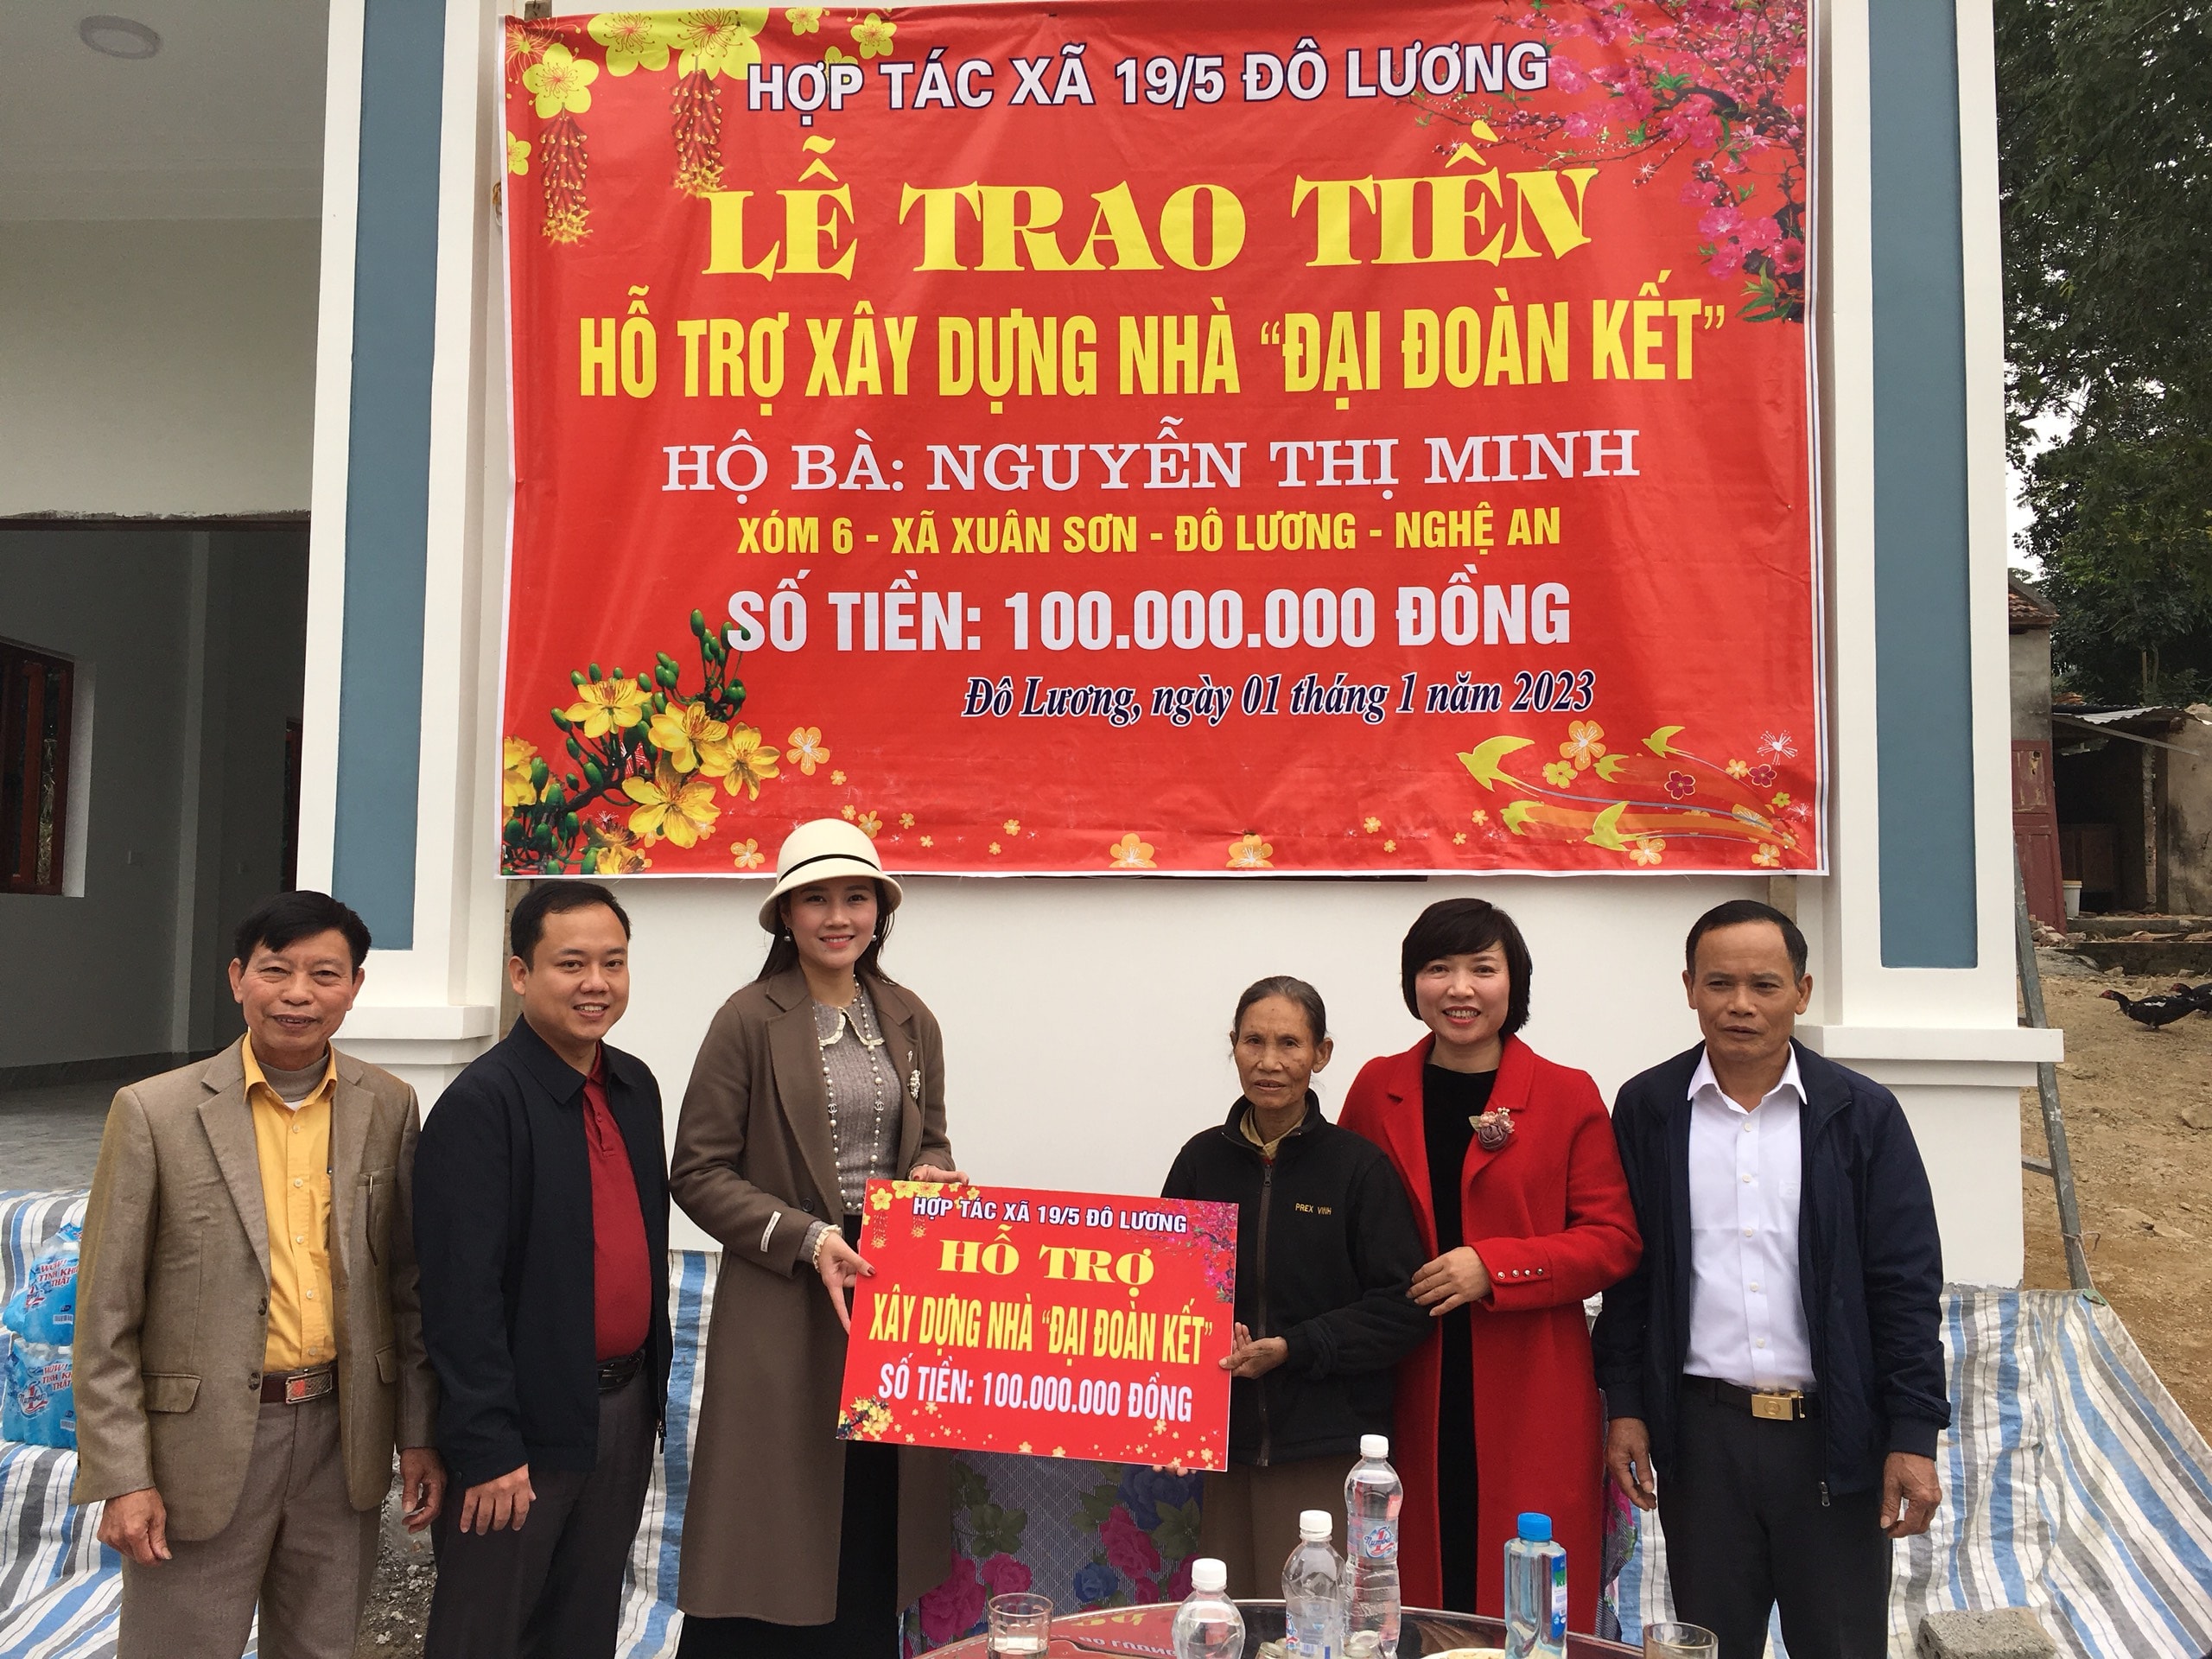 HỢP TÁC XÃ 19/5 ĐÔ LƯƠNG
LỄ TRAO TIỀN
HỖ TRỢ XÂY DỰNG NHÀ “ĐẠI ĐOÀN KẾT”
HỘ BÀ: NGUYỄN THỊ MINH
XÓM 6 - XÃ XUÂN SƠN - ĐÔ LƯƠNG - NGHỆ AN
SỐ TIỀN: 100.000.000 ĐỒNG
Đô Lương, ngày 01 tháng 1 năm 2023
HỢP TÁC XÃ 19/5 ĐÔ LƯƠNG
HỖ TRỢ
XÂY DỰNG NHÀ “ĐẠI ĐOÀN KẾT”
SỐ TIỀN: 100.000.000 ĐỒNG
PREX VINH